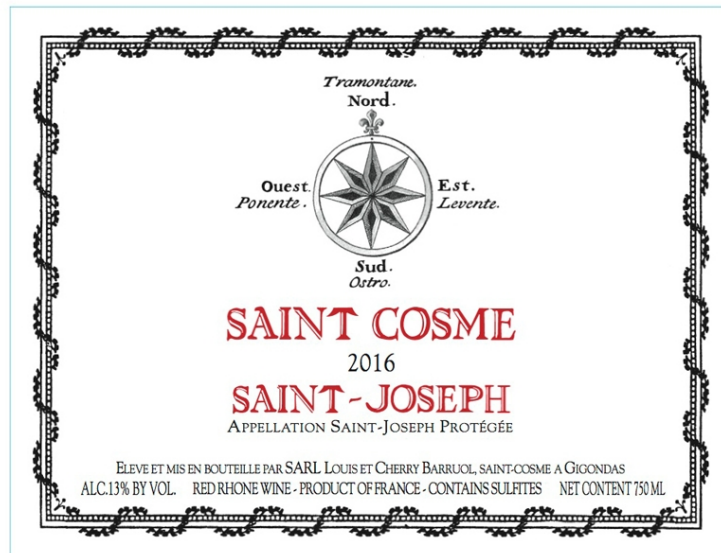 Tramontane.
Nord.
Ouest. Est.
Ponente. Levente.
Sud.
Ostro.
SAINT COSME
2016
SAINT-JOSEPH
APPELLATION SAINT-JOSEPH PROTÉGÉE
ELEVE ET MIS EN BOUTEILLE PAR SARL LOUIS ET CHERRY BARRUOL, SAINT-COSME A GIGONDAS
ALC.13% BY VOL. RED RHONE WINE - PRODUCT OF FRANCE - CONTAINS SULFITES NET CONTENT 750 ML